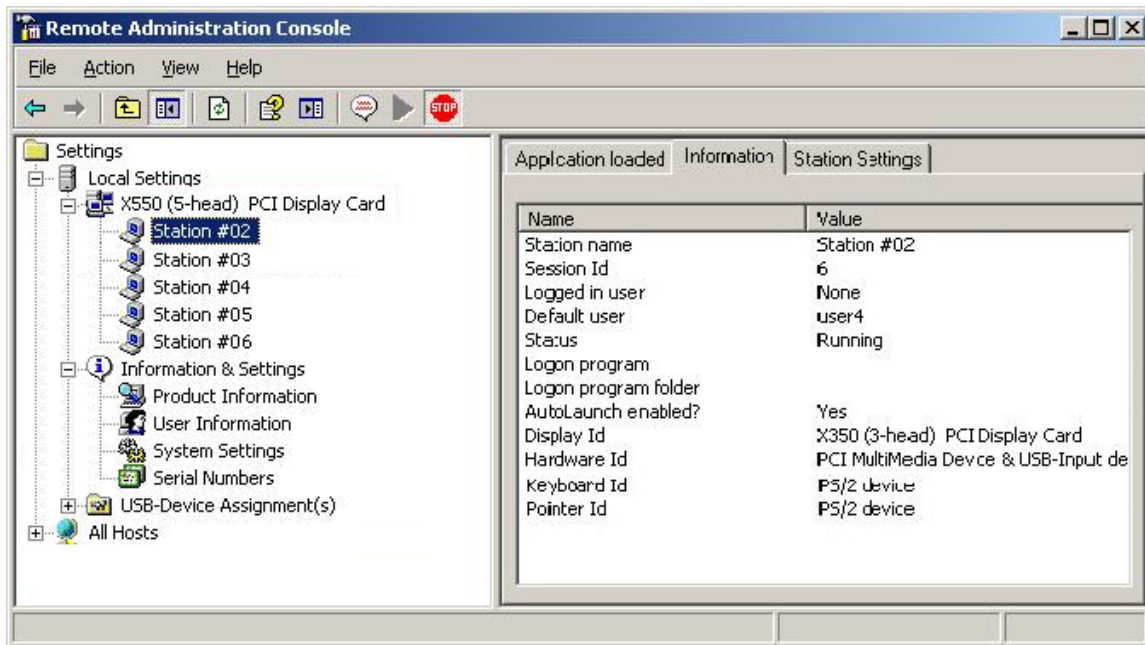 Remote Administration Console
File Action View Help
STOP
Settings
Local Settings
X550 (5-head) PCI Display Card
Station #02
Station #03
Station #04
Station #05
Station #06
Information & Settings
Product Information
User Information
System Settings
Serial Numbers
USB-Device Assignment(s)
All Hosts
Application loaded Information Station Settings
Name Value
Station name Station #02
Session Id 6
Logged in user None
Default user user4
Status Running
Logon program
Logon program folder
AutoLaunch enabled? Yes
Display Id X350 (3-head) PCI Display Card
Hardware Id PCI MultiMedia Device & USB-Input de
Keyboard Id PS/2 device
Pointer Id PS/2 device